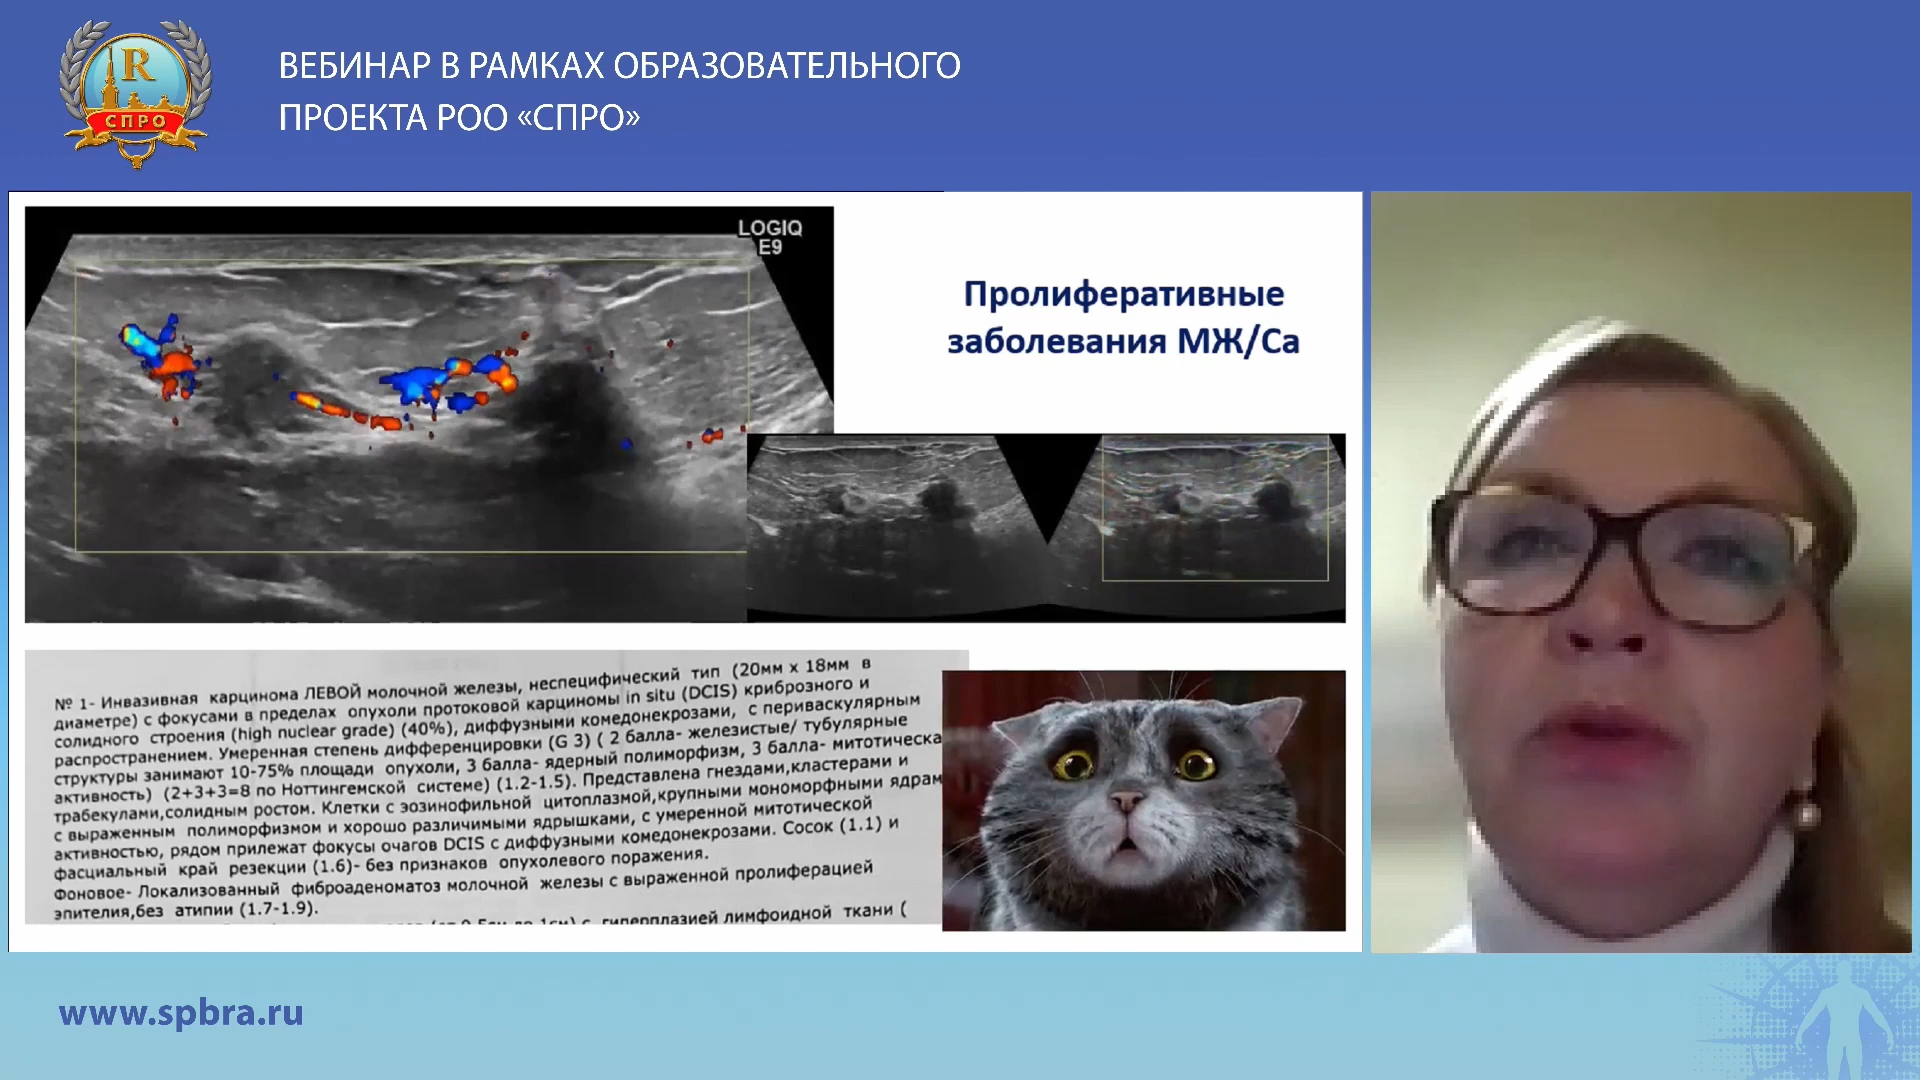 R
СПРО
ВЕБИНАР В РАМКАХ ОБРАЗОВАТЕЛЬНОГО
ПРОЕКТА РОО «СПРО»
LOGIQ
E9
Пролиферативные
заболевания МЖ/Са
№ 1- Инвазивная карцинома ЛЕВОЙ молочной железы, неспецифический тип (20мм х 18мм в
диаметре) с фокусами в пределах опухоли протоковой карциномы in situ (DCIS) криброзного и
солидного строения (high nuclear grade) (40%), диффузными комедонекрозами, с периваскулярным
распространением. Умеренная степень дифференцировки (G 3) ( 2 балла- железистые/ тубулярные
структуры занимают 10-75% площади опухоли, 3 балла- ядерный полиморфизм, 3 балла- митотическа
активность) (2+3+3=8 по Ноттингемской системе) (1.2-1.5). Представлена гнездами,кластерами и
трабекулами,солидным ростом. Клетки с эозинофильной цитоплазмой,крупными мономорфными ядрам
с выраженным полиморфизмом и хорошо различимыми ядрышками, с умеренной митотической
активностью, рядом прилежат фокусы очагов DCIS с диффузными комедонекрозами. Сосок (1.1) и
фасциальный край резекции (1.6)- без признаков опухолевого поражения.
Фоновое- Локализованный фиброаденоматоз молочной железы с выраженной пролиферацией
эпителия,без атипии (1.7-1.9).
(от 0,5см до 1см) с гиперплазией лимфоидной ткани (
www.spbra.ru